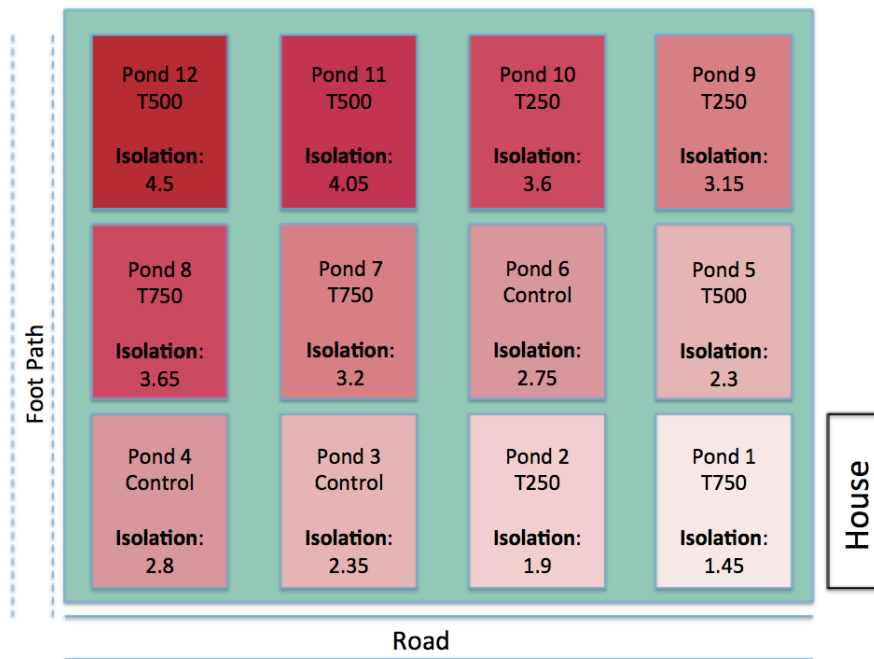 Pond 12
T500
Isolation:
4.5
Pond 11
T500
Isolation:
4.05
Pond 10
T250
Isolation:
3.6
Pond 9
T250
Isolation:
3.15
Pond 8
T750
Isolation:
3.65
Pond 7
T750
Isolation:
3.2
Pond 6
Control
Isolation:
2.75
Pond 5
T500
Isolation:
2.3
Pond 4
Control
Isolation:
2.8
Pond 3
Control
Isolation:
2.35
Pond 2
T250
Isolation:
1.9
Pond 1
T750
Isolation:
1.45
Foot Path
House
Road